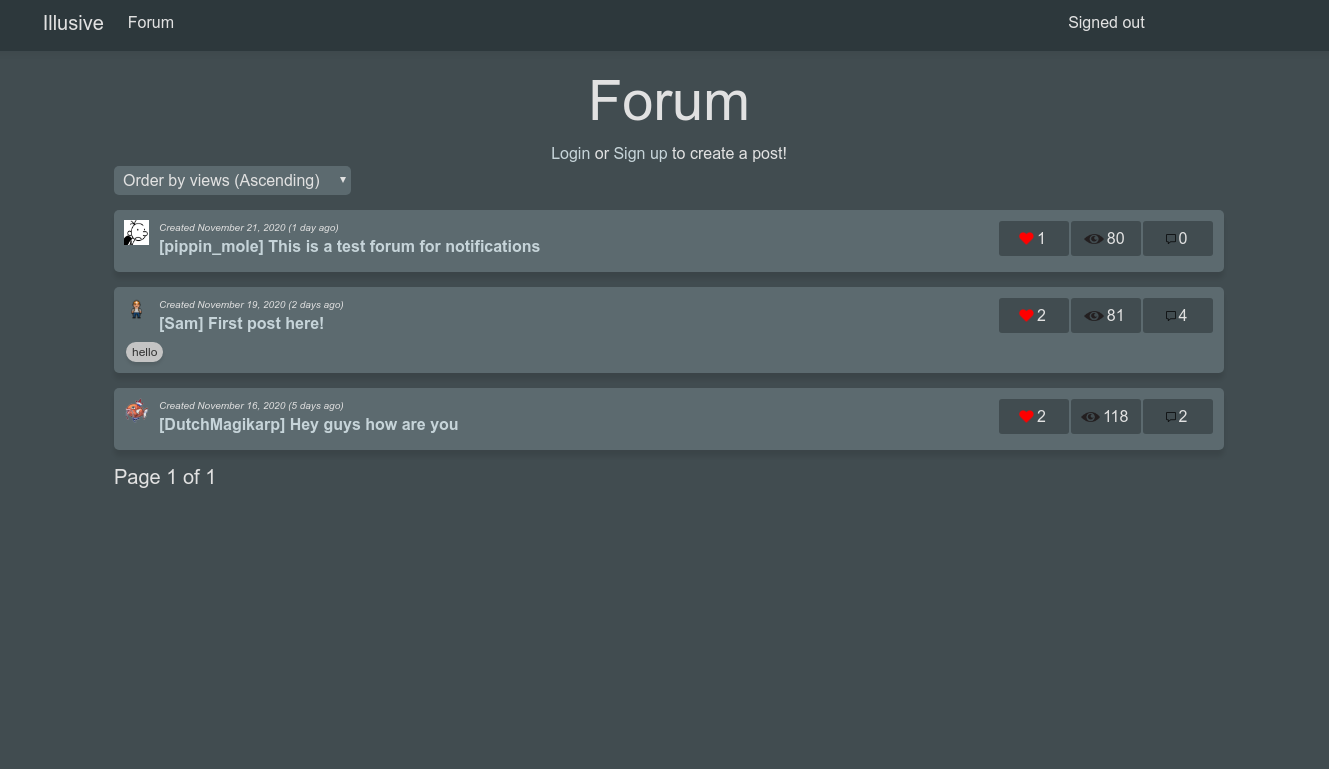 Illusive Forum Signed out
Forum
Login or Sign up to create a post!
Order by views (Ascending)
Created November 21, 2020 (1 day ago)
[pippin_mole] This is a test forum for notifications
1 80 0
Created November 19, 2020 (2 days ago)
[Sam] First post here!
2 81 4
hello
Created November 16, 2020 (5 days ago)
[DutchMagikarp] Hey guys how are you
2 118 2
Page 1 of 1